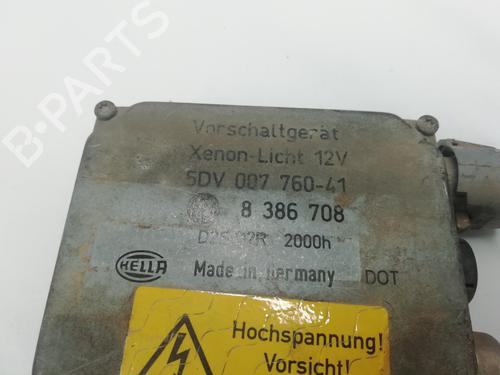 Vorschaltgerät
Xenon-Licht 12V
5DV 007 760-41
8 386 708
2000h
HELLA
Made in Germany DOT
Hochspannung!
Vorsicht!
B-PARTS